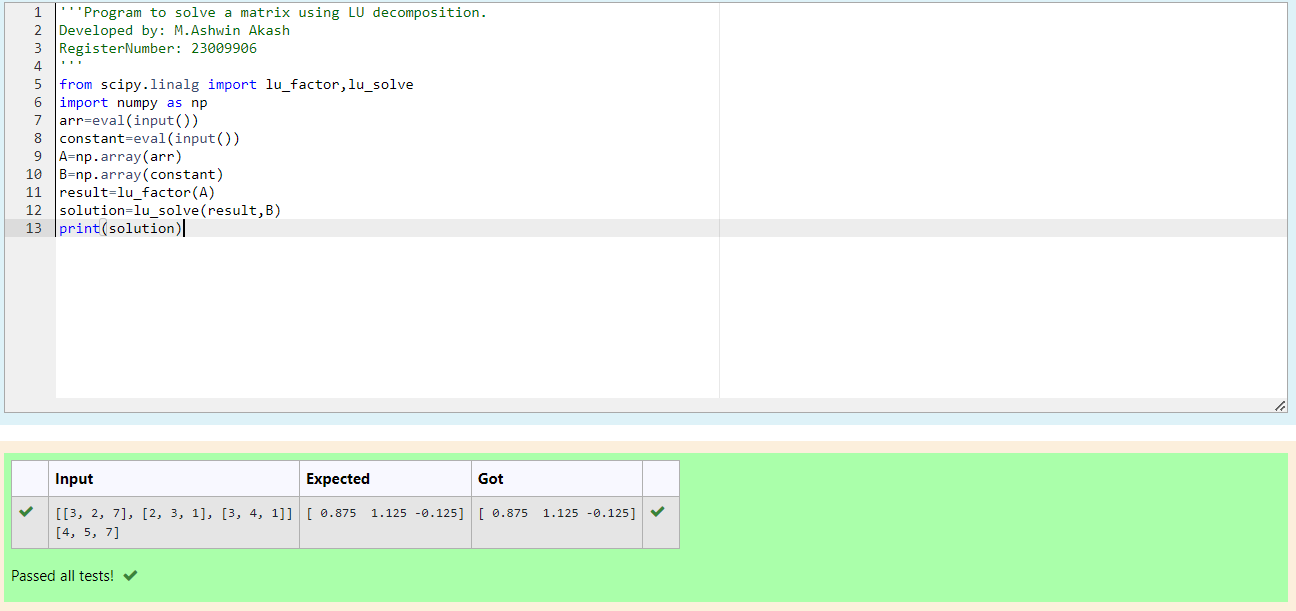 1 '''Program to solve a matrix using LU decomposition.
2 Developed by: M.Ashwin Akash
3 RegisterNumber: 23009906
4 '''
5 from scipy.linalg import lu_factor,lu_solve
6 import numpy as np
7 arr=eval(input())
8 constant=eval(input())
9 A=np.array(arr)
10 B=np.array(constant)
11 result=lu_factor(A)
12 solution=lu_solve(result,B)
13 print(solution)
Input Expected Got
[[3, 2, 7], [2, 3, 1], [3, 4, 1]] [ 0.875  1.125 -0.125] [ 0.875  1.125 -0.125]
[4, 5, 7]
Passed all tests!